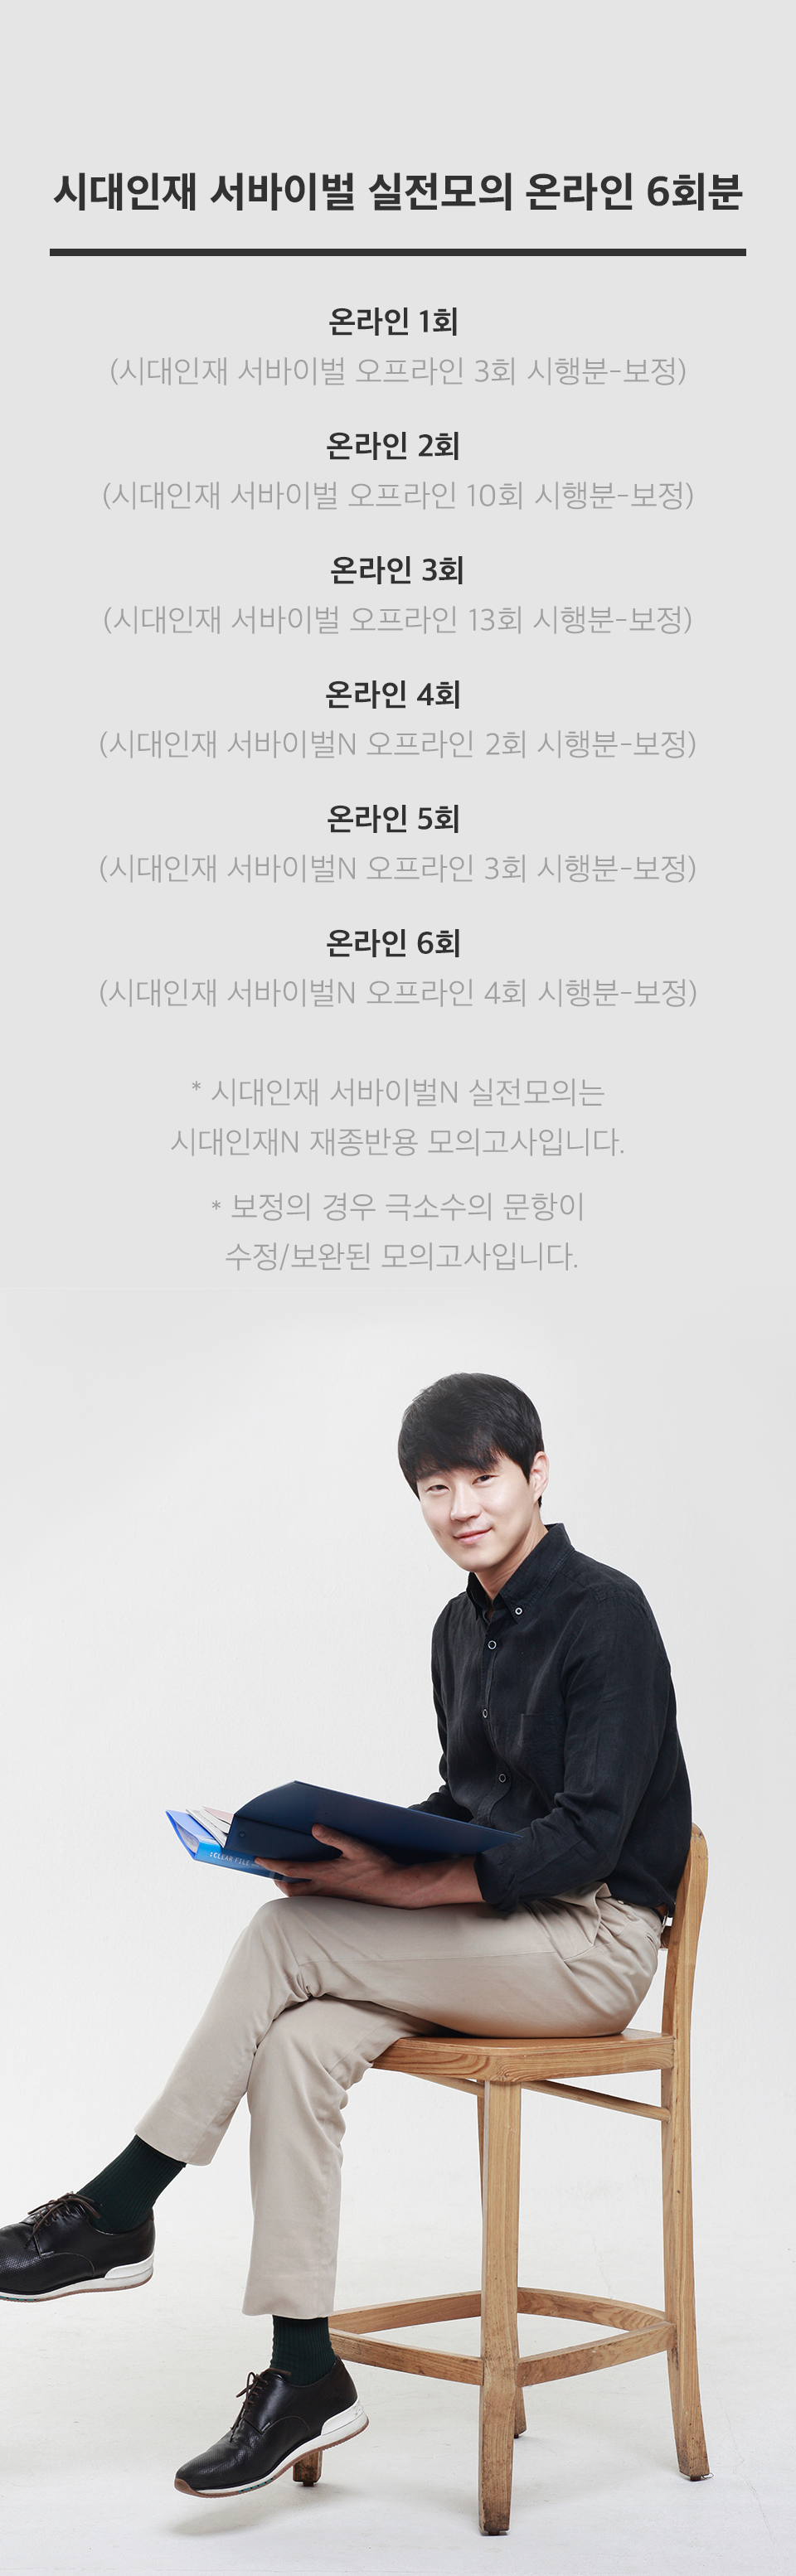 시대인재 서바이벌 실전모의 온라인 6회분
온라인 1회
(시대인재 서바이벌 오프라인 3회 시행분-보정)
온라인 2회
(시대인재 서바이벌 오프라인 10회 시행분-보정)
온라인 3회
(시대인재 서바이벌 오프라인 13회 시행분-보정)
온라인 4회
(시대인재 서바이벌N 오프라인 2회 시행분-보정)
온라인 5회
(시대인재 서바이벌N 오프라인 3회 시행분-보정)
온라인 6회
(시대인재 서바이벌N 오프라인 4회 시행분-보정)
* 시대인재 서바이벌N 실전모의는
시대인재N 재종반용 모의고사입니다.
* 보정의 경우 극소수의 문항이
수정/보완된 모의고사입니다.
:CLEAR FILE